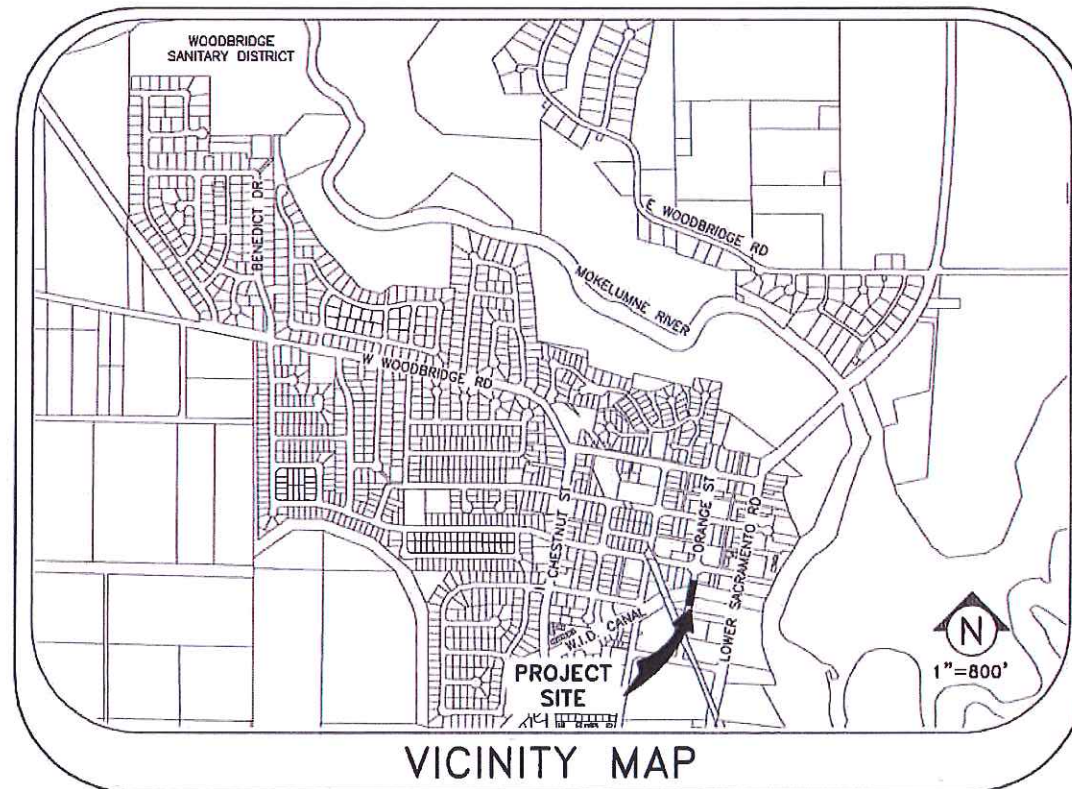 WOODBRIDGE
SANITARY DISTRICT
BENEDICT DR
E WOODBRIDGE RD
MOKELUMNE RIVER
W WOODBRIDGE RD
CHESTNUT ST
ORANGE ST
LOWER SACRAMENTO RD
W.I.D. CANAL
PROJECT
SITE
N
1"=800'
VICINITY MAP